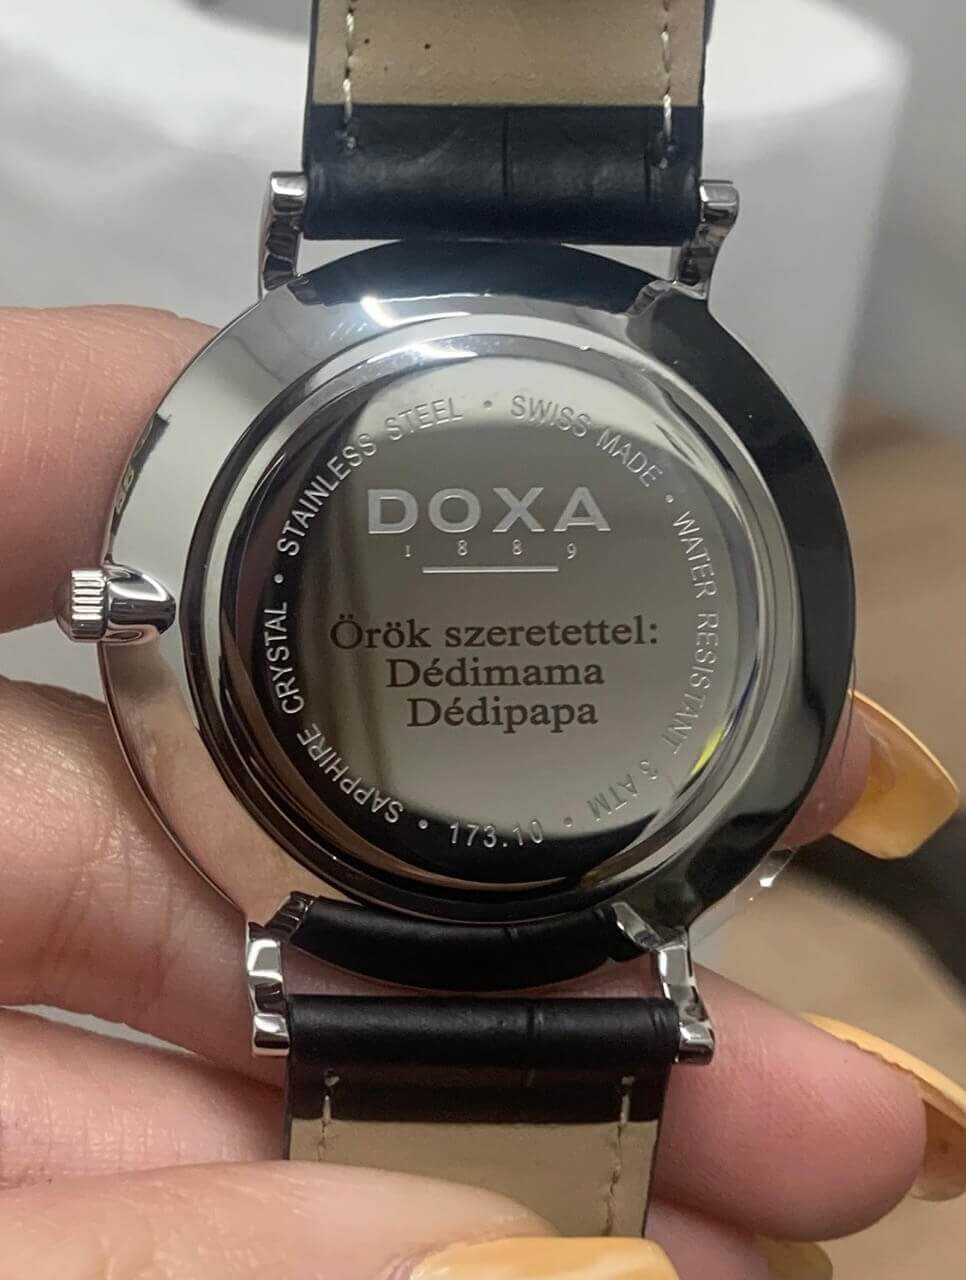 DOXA
1889
Örök szeretettel:
Dédimama
Dédipapa
SAPPHIRE CRYSTAL • STAINLESS STEEL • SWISS MADE • WATER RESISTANT 3 ATM • 173.10 •